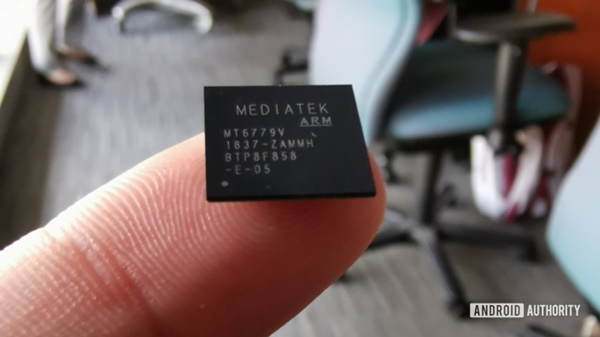 MEDIATEK
ARM
MT6779V
1837-ZAMMH
BTP8F858
-E-05
ANDROID AUTHORITY